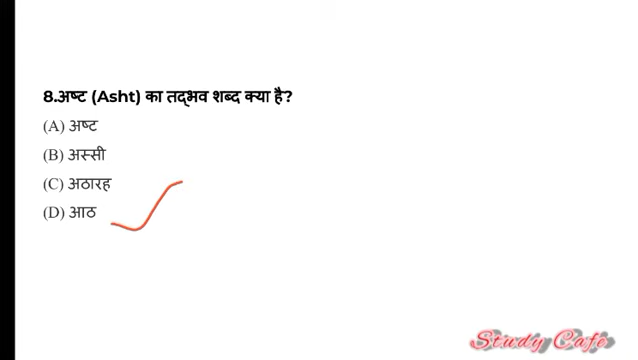 8.अष्ट (Asht) का तद्भव शब्द क्या है?
(A) अष्ट
(B) अस्सी
(C) अठारह
(D) आठ
Study Cafe